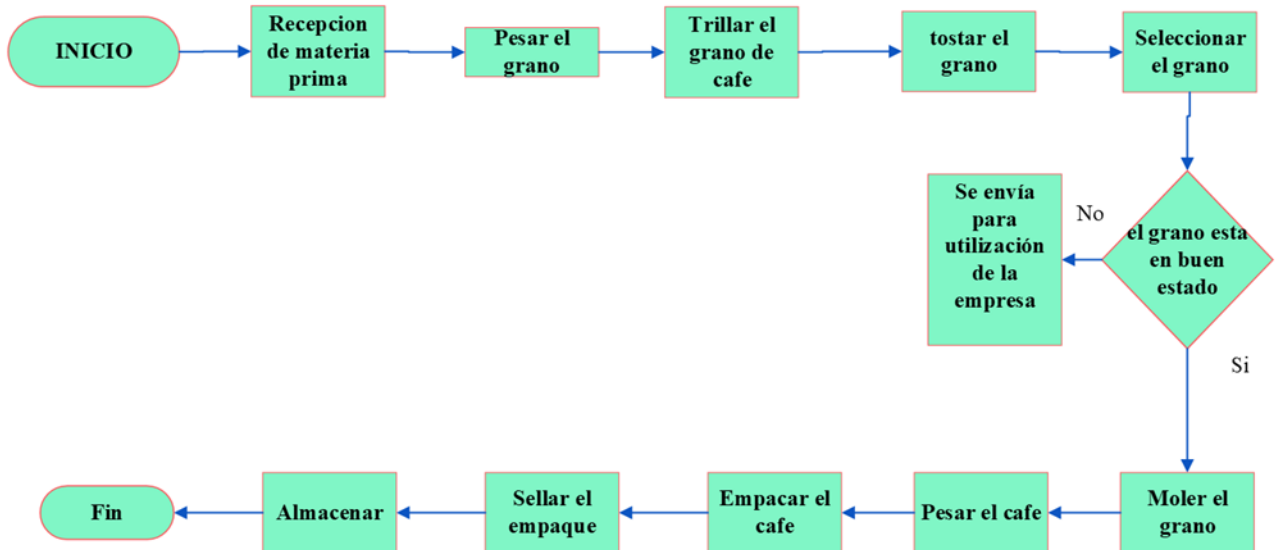 INICIO
Recepcion
de materia
prima
Pesar el
grano
Trillar el
grano de
cafe
tostar el
grano
Seleccionar
el grano
el grano esta
en buen
estado
No
Se envía
para
utilización
de la
empresa
Si
Moler el
grano
Pesar el cafe
Empacar el
cafe
Sellar el
empaque
Almacenar
Fin